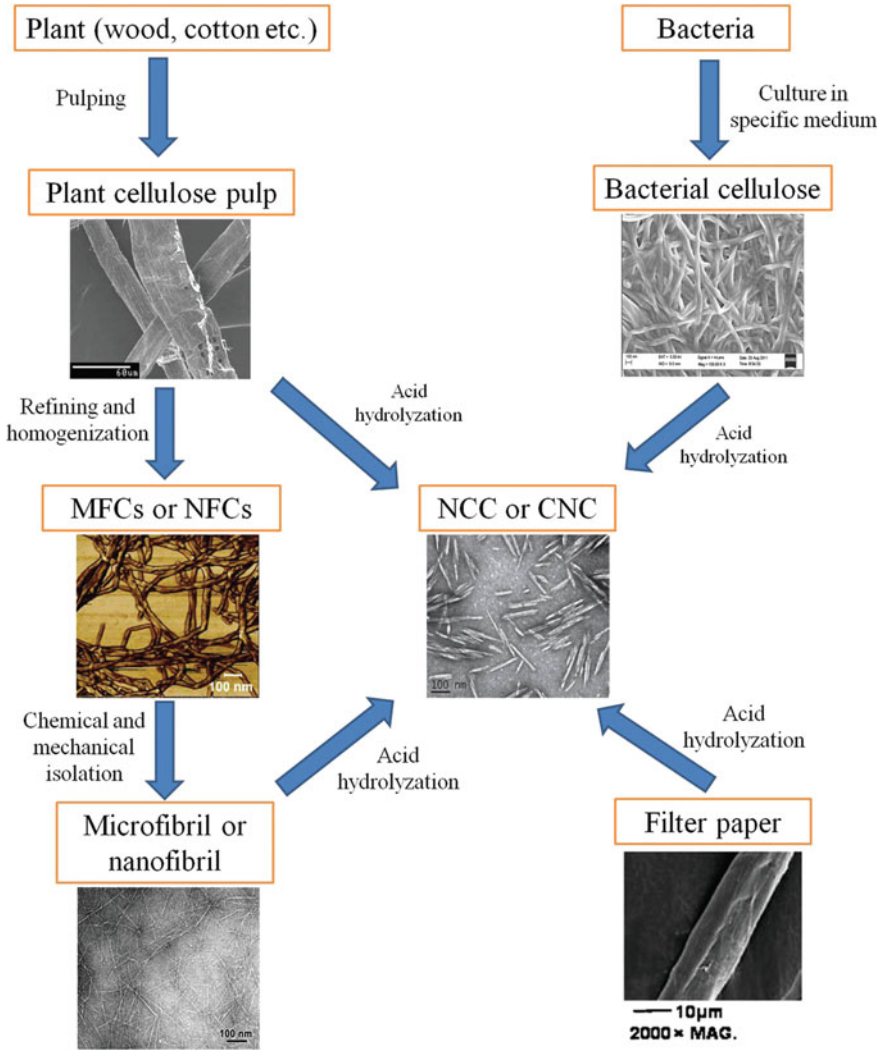 Plant (wood, cotton etc.)
Bacteria
Pulping
Culture in
specific medium
Plant cellulose pulp
Bacterial cellulose
60um
Refining and
homogenization
Acid
hydrolyzation
Acid
hydrolyzation
MFCs or NFCs
NCC or CNC
100 nm
100 nm
Chemical and
mechanical
isolation
Acid
hydrolyzation
Acid
hydrolyzation
Microfibril or
nanofibril
Filter paper
100 nm
10µm
2000 × MAG.